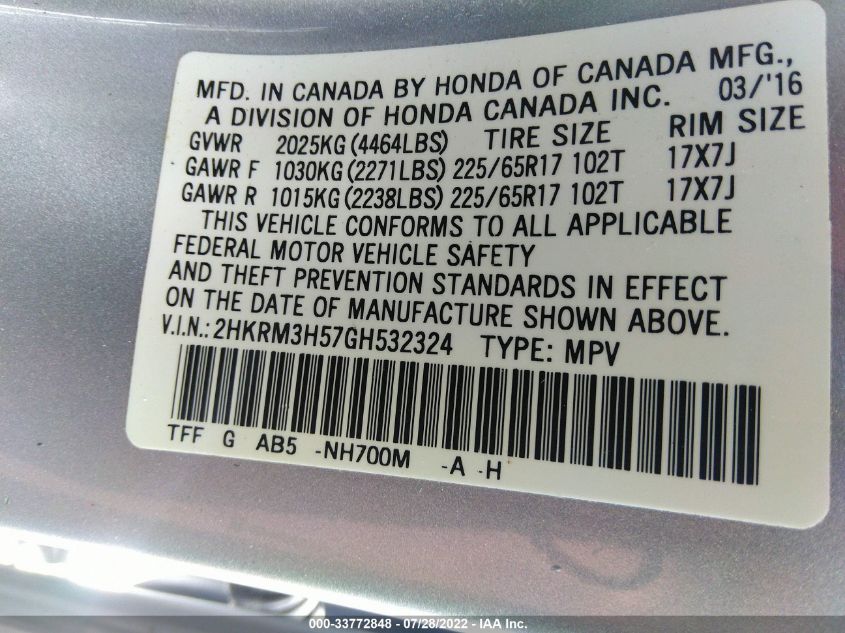 MFD. IN CANADA BY HONDA OF CANADA MFG.,
A DIVISION OF HONDA CANADA INC. 03/'16
GVWR 2025KG (4464LBS) TIRE SIZE RIM SIZE
GAWR F 1030KG (2271LBS) 225/65R17 102T 17X7J
GAWR R 1015KG (2238LBS) 225/65R17 102T 17X7J
THIS VEHICLE CONFORMS TO ALL APPLICABLE
FEDERAL MOTOR VEHICLE SAFETY
AND THEFT PREVENTION STANDARDS IN EFFECT
ON THE DATE OF MANUFACTURE SHOWN ABOVE.
V.I.N.: 2HKRM3H57GH532324 TYPE: MPV
TFF G AB5 -NH700M -A -H
000-33772848 - 07/28/2022 - IAA Inc.